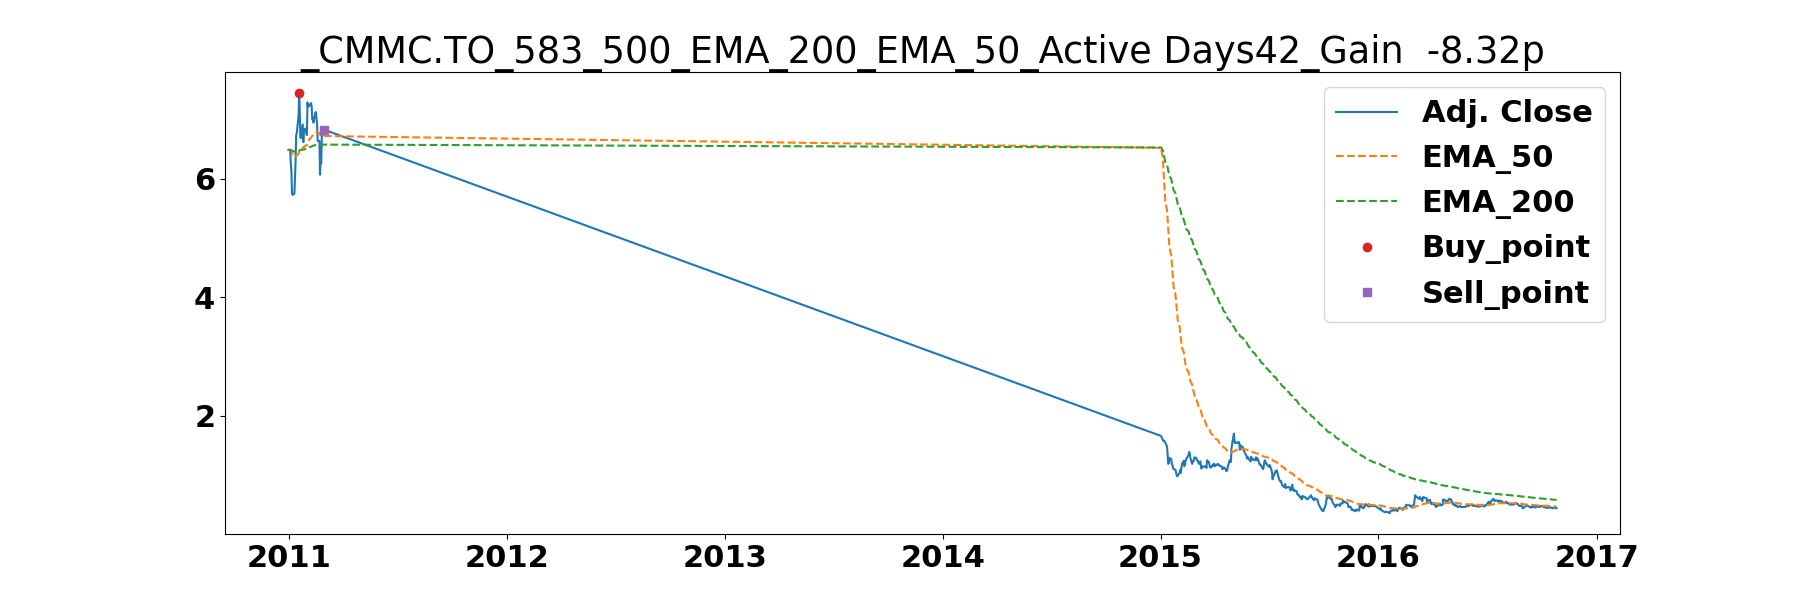 _CMMC.TO_583_500_EMA_200_EMA_50_Active Days42_Gain  -8.32p
Adj. Close
EMA_50
EMA_200
Buy_point
Sell_point
6
4
2
2011 2012 2013 2014 2015 2016 2017